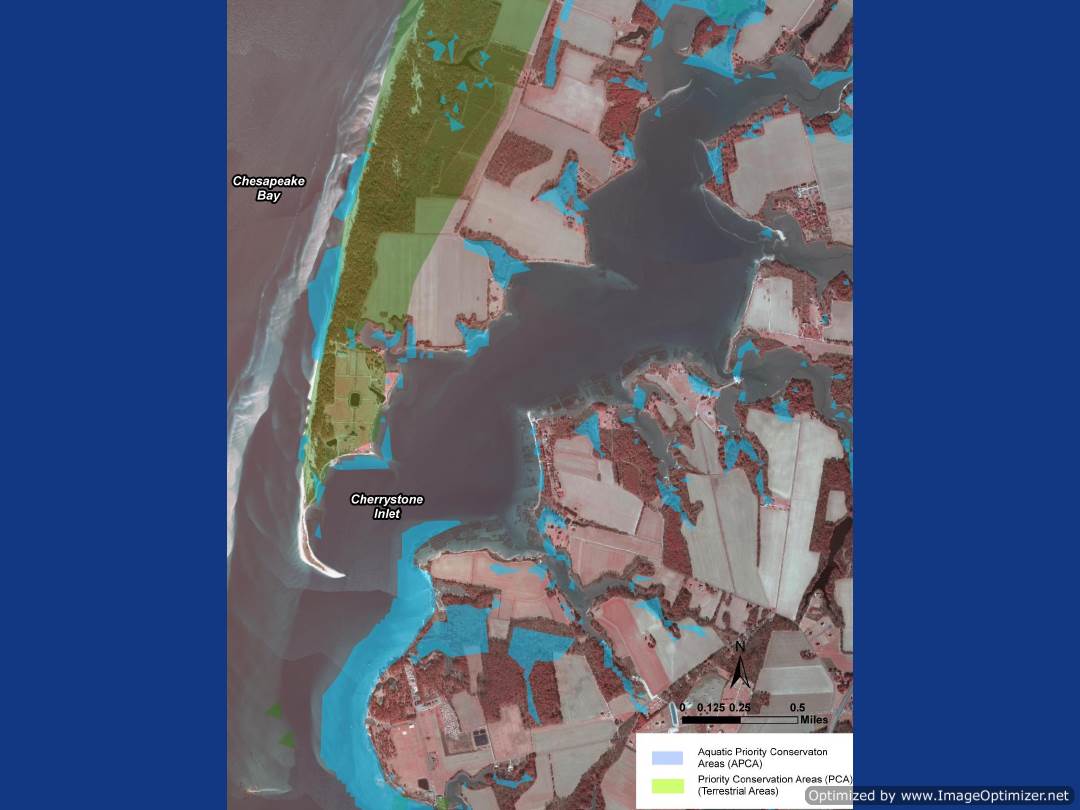 Chesapeake
Bay
Cherrystone
Inlet
N
0 0.125 0.25 0.5
Miles
Aquatic Priority Conservaton
Areas (APCA)
Priority Conservation Areas (PCA)
(Terrestrial Areas)
Optimized by www.ImageOptimizer.net